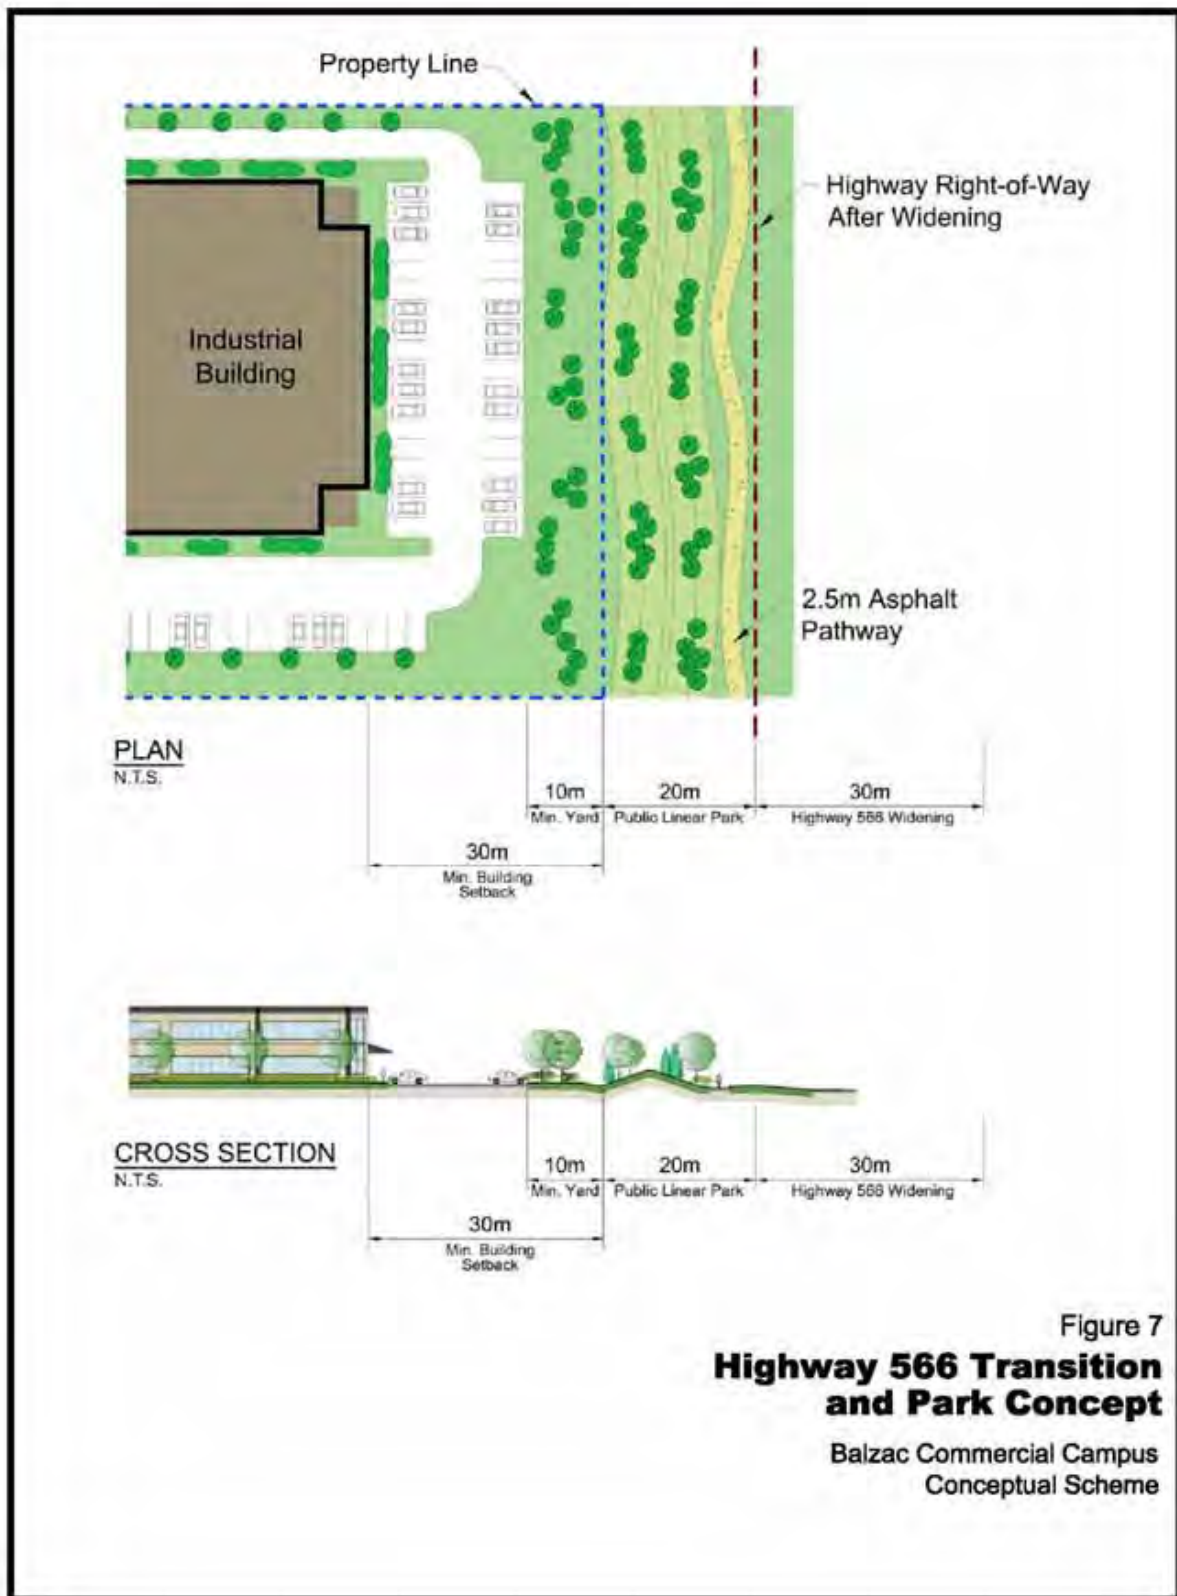 Property Line
Highway Right-of-Way
After Widening
Industrial
Building
2.5m Asphalt
Pathway
PLAN
N.T.S.
10m
20m
30m
Min. Yard
Public Linear Park
Highway 566 Widening
30m
Min. Building
Setback
CROSS SECTION
N.T.S.
10m
20m
30m
Min. Yard
Public Linear Park
Highway 566 Widening
30m
Min. Building
Setback
Figure 7
Highway 566 Transition
and Park Concept
Balzac Commercial Campus
Conceptual Scheme